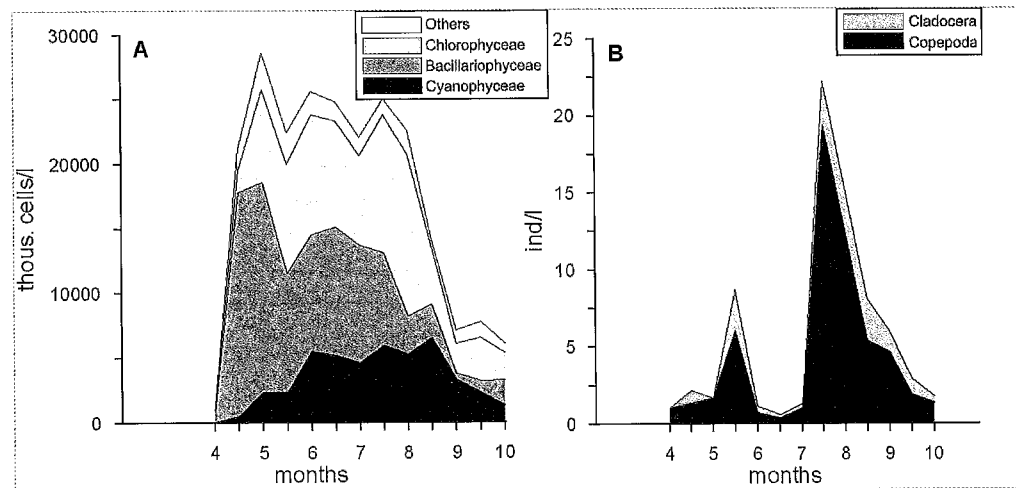 A
Others
Chlorophyceae
Bacillariophyceae
Cyanophyceae
30000
20000
10000
0
thous. cells/l
4 5 6 7 8 9 10
months
B
Cladocera
Copepoda
25
20
15
10
5
0
ind/l
4 5 6 7 8 9 10
months